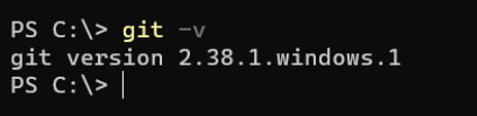 PS C:\> git -v
git version 2.38.1.windows.1
PS C:\>